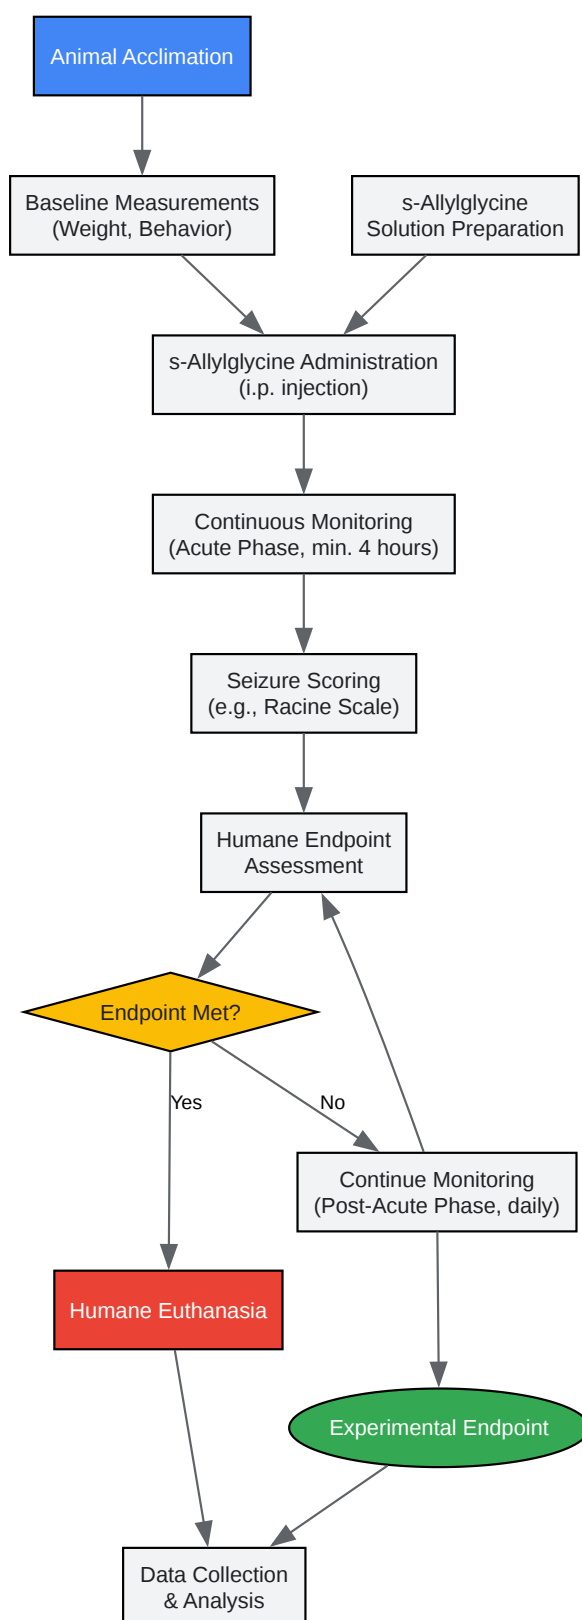 Animal Acclimation
Baseline Measurements
(Weight, Behavior)
s-Allylglycine
Solution Preparation
s-Allylglycine Administration
(i.p. injection)
Continuous Monitoring
(Acute Phase, min. 4 hours)
Seizure Scoring
(e.g., Racine Scale)
Humane Endpoint
Assessment
Endpoint Met?
Yes
No
Continue Monitoring
(Post-Acute Phase, daily)
Humane Euthanasia
Experimental Endpoint
Data Collection
& Analysis